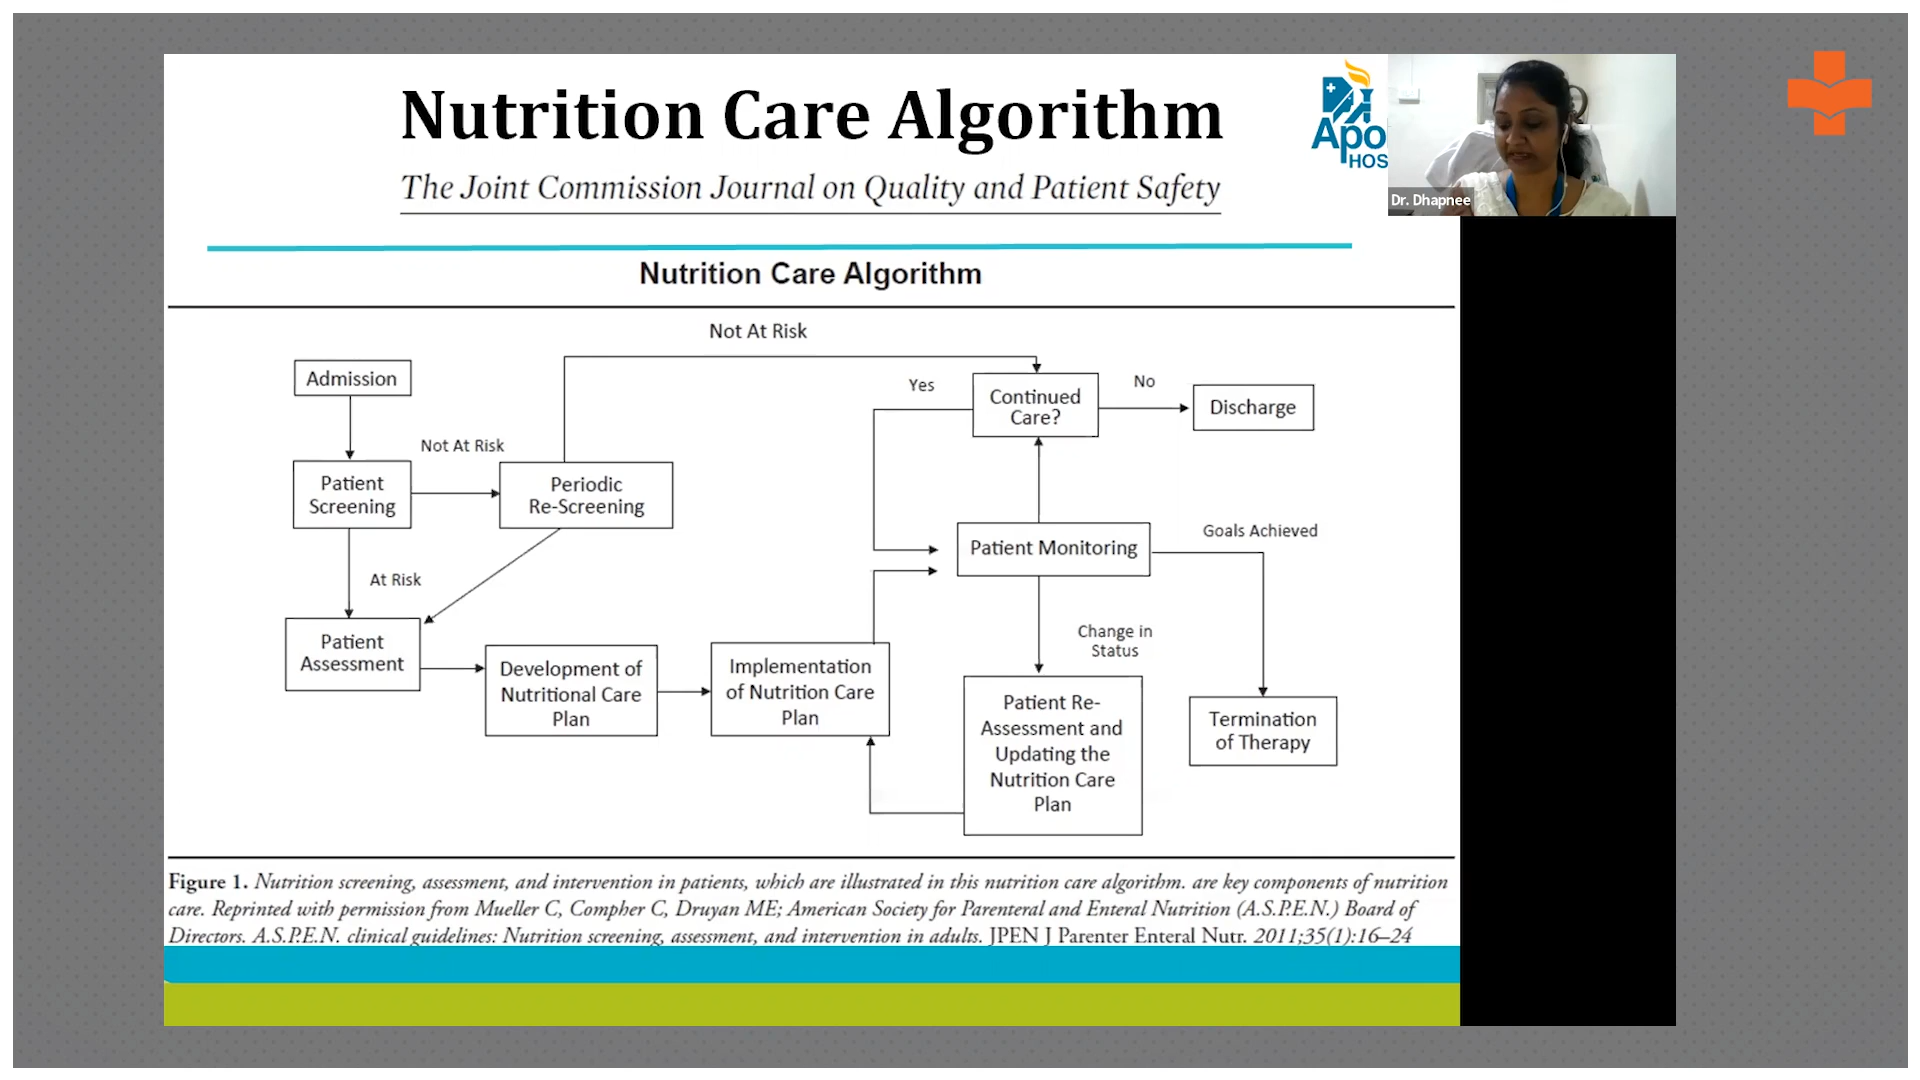 Nutrition Care Algorithm
The Joint Commission Journal on Quality and Patient Safety
Apo
HOS
Dr. Dhapnee
Nutrition Care Algorithm
Not At Risk
Admission
Yes
Continued
Care?
No
Discharge
Not At Risk
Patient
Screening
Periodic
Re-Screening
Patient Monitoring
Goals Achieved
At Risk
Patient
Assessment
Development of
Nutritional Care
Plan
Implementation
of Nutrition Care
Plan
Change in
Status
Patient Re-
Assessment and
Updating the
Nutrition Care
Plan
Termination
of Therapy
Figure 1. Nutrition screening, assessment, and intervention in patients, which are illustrated in this nutrition care algorithm. are key components of nutrition
care. Reprinted with permission from Mueller C, Compher C, Druyan ME; American Society for Parenteral and Enteral Nutrition (A.S.P.E.N.) Board of
Directors. A.S.P.E.N. clinical guidelines: Nutrition screening, assessment, and intervention in adults. JPEN J Parenter Enteral Nutr. 2011;35(1):16–24